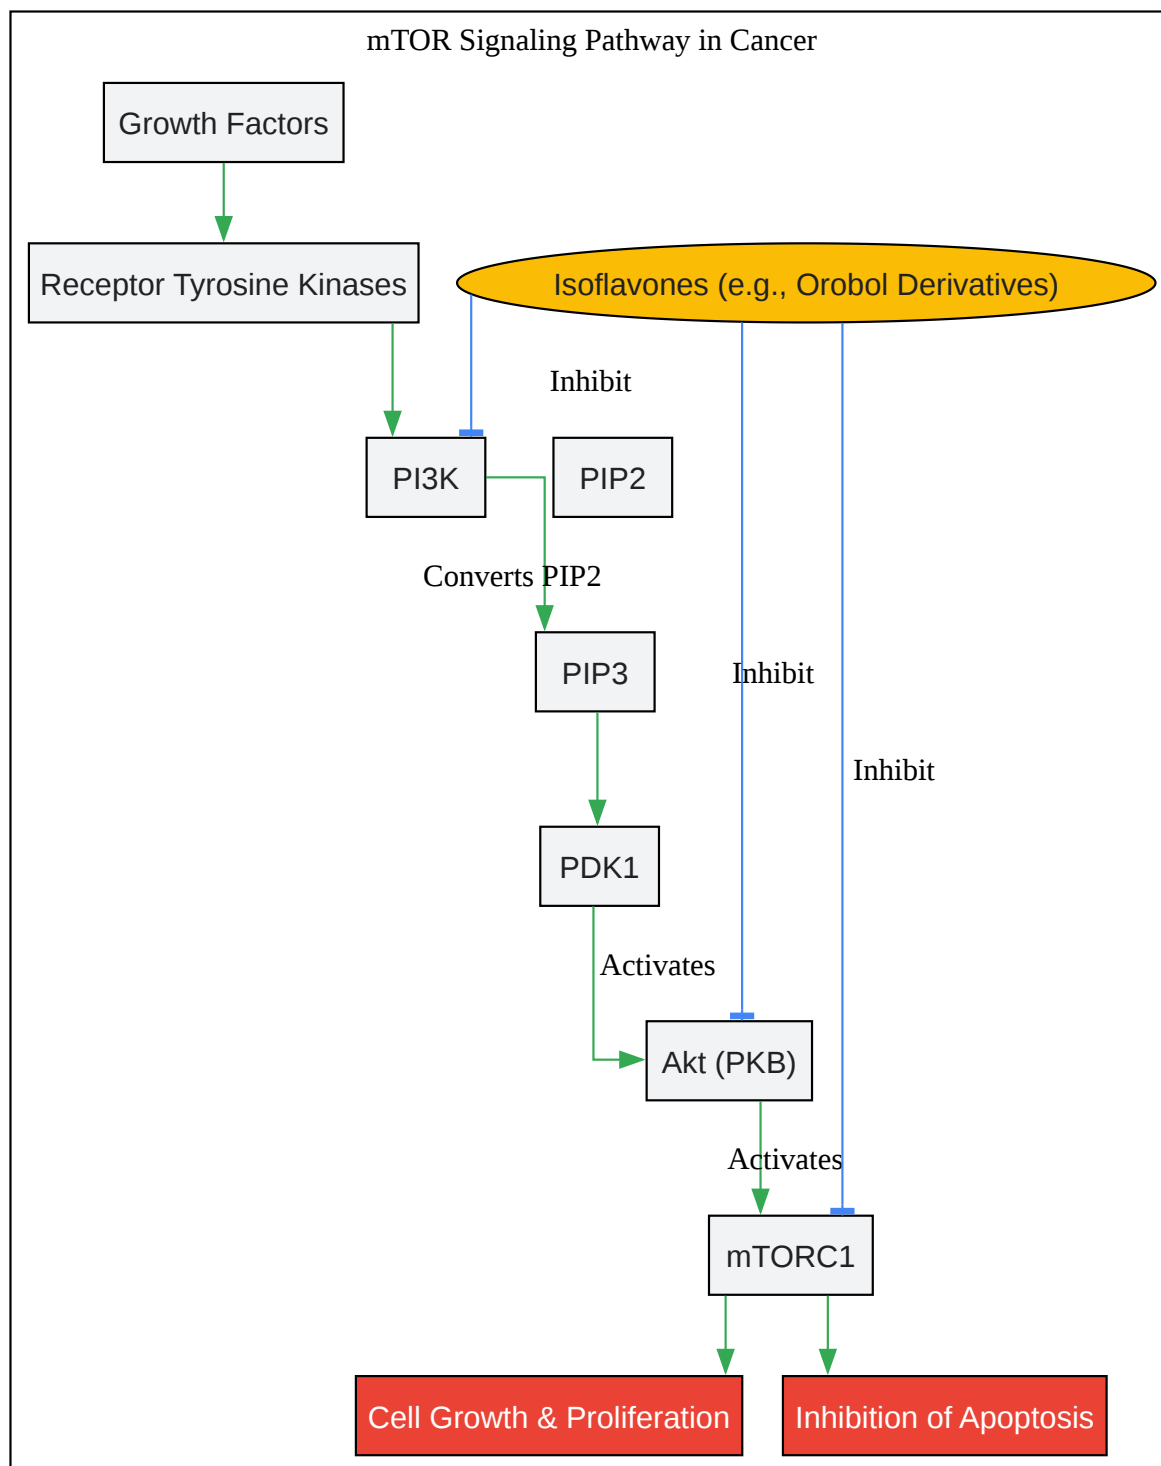 mTOR Signaling Pathway in Cancer
Growth Factors
Receptor Tyrosine Kinases
Isoflavones (e.g., Orobol Derivatives)
Inhibit
PI3K
PIP2
Converts PIP2
PIP3
Inhibit
Inhibit
PDK1
Activates
Akt (PKB)
Activates
mTORC1
Cell Growth & Proliferation
Inhibition of Apoptosis